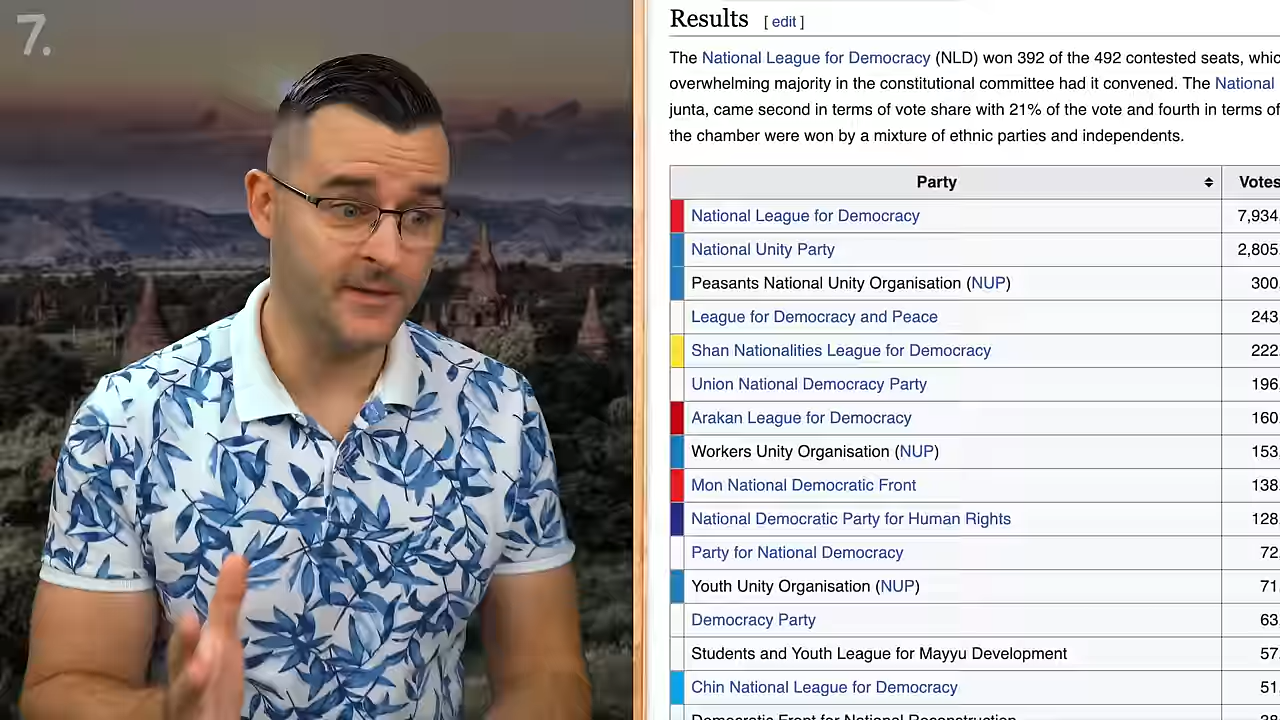 7.
Results [ edit ]
The National League for Democracy (NLD) won 392 of the 492 contested seats, whic
overwhelming majority in the constitutional committee had it convened. The National
junta, came second in terms of vote share with 21% of the vote and fourth in terms of
the chamber were won by a mixture of ethnic parties and independents.
Party Votes
National League for Democracy 7,934
National Unity Party 2,805
Peasants National Unity Organisation (NUP) 300
League for Democracy and Peace 243
Shan Nationalities League for Democracy 222
Union National Democracy Party 196
Arakan League for Democracy 160
Workers Unity Organisation (NUP) 153
Mon National Democratic Front 138
National Democratic Party for Human Rights 128
Party for National Democracy 72
Youth Unity Organisation (NUP) 71
Democracy Party 63
Students and Youth League for Mayyu Development 57
Chin National League for Democracy 51
Democratic Front for National Reconstruction